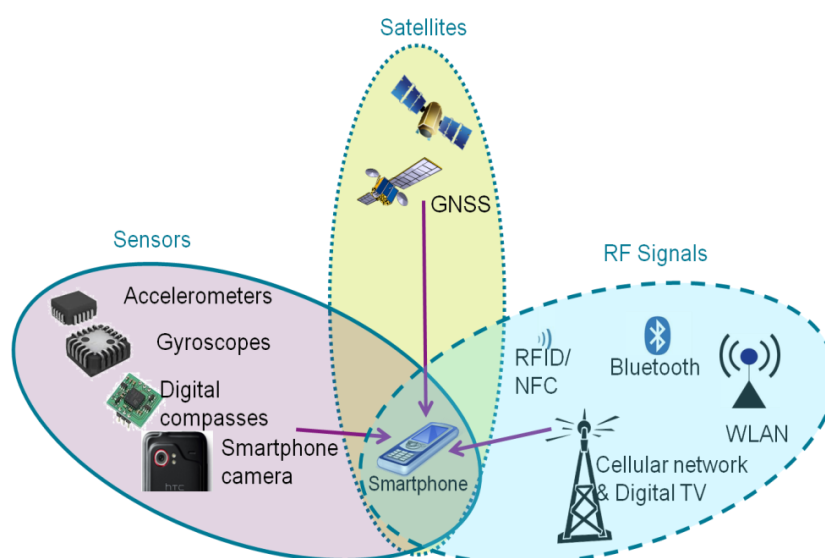 Satellites
GNSS
Sensors
RF Signals
Accelerometers
Gyroscopes
Digital
compasses
Smartphone
camera
hTC
RFID/
NFC
Bluetooth
WLAN
Cellular network
& Digital TV
Smartphone